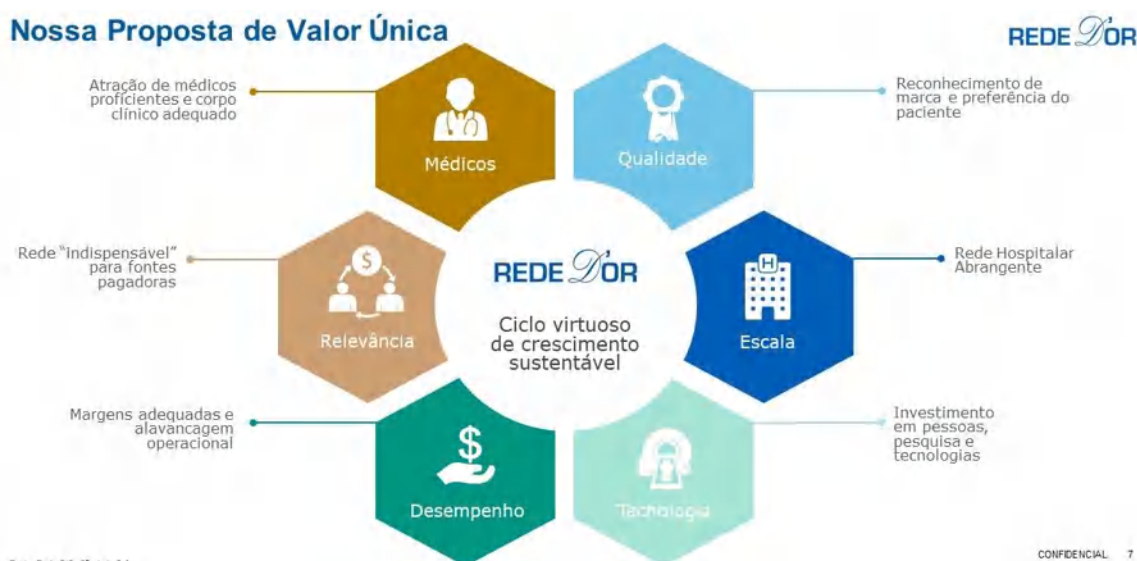 Nossa Proposta de Valor Única
REDE D'OR
Atração de médicos
proficientes e corpo
clínico adequado
Médicos
Qualidade
Reconhecimento de
marca e preferência do
paciente
Rede "indispensável"
para fontes
pagadoras
$
Relevância
REDE D'OR
Ciclo virtuoso
de crescimento
sustentável
H
Escala
Rede Hospitalar
Abrangente
Margens adequadas e
alavancagem
operacional
$
Desempenho
Tecnologia
Investimento
em pessoas,
pesquisa e
tecnologias
CONFIDENCIAL 7